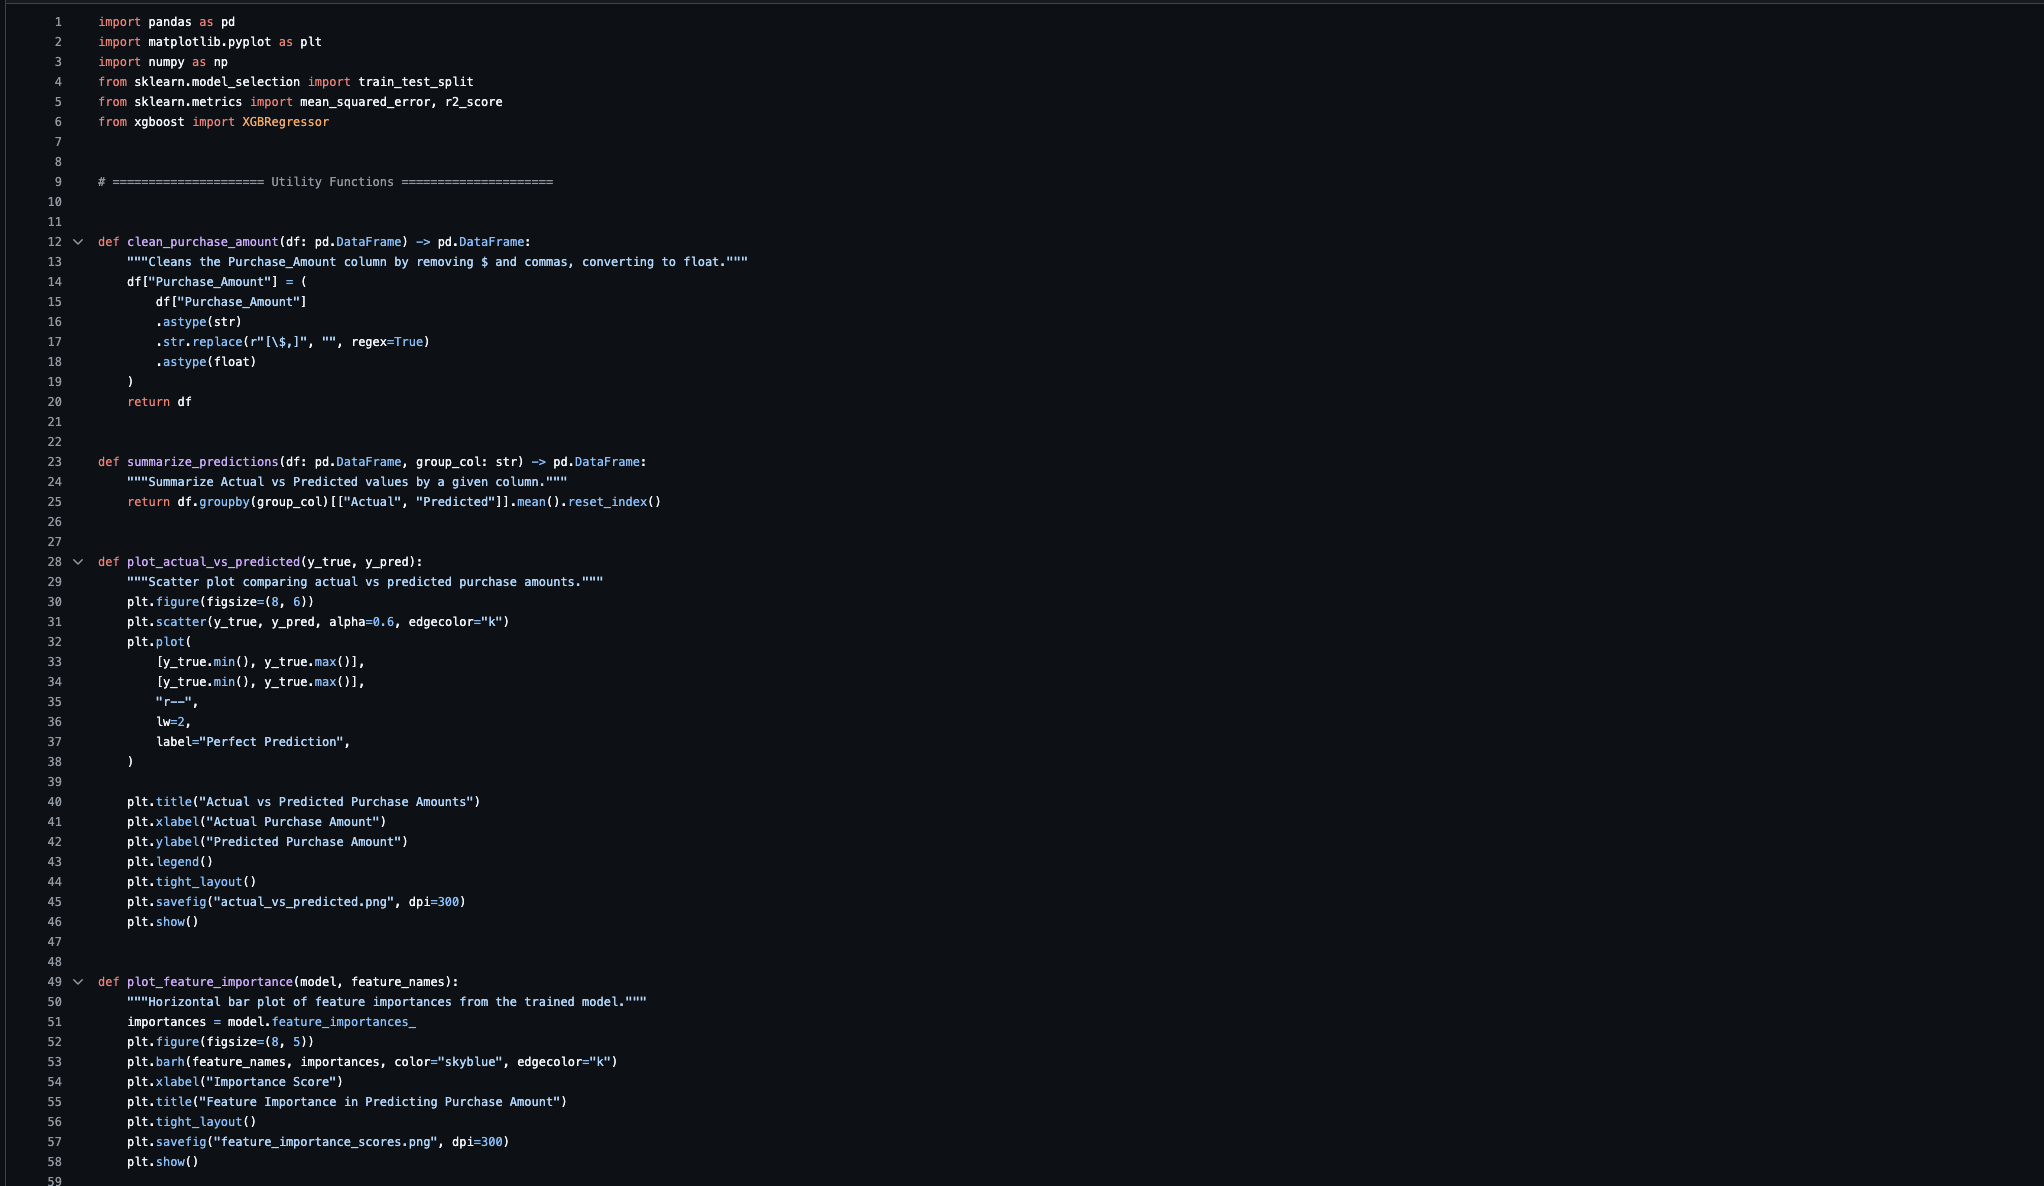 1 import pandas as pd
2 import matplotlib.pyplot as plt
3 import numpy as np
4 from sklearn.model_selection import train_test_split
5 from sklearn.metrics import mean_squared_error, r2_score
6 from xgboost import XGBRegressor
7
8
9 # ===================== Utility Functions =====================
10
11
12 def clean_purchase_amount(df: pd.DataFrame) -> pd.DataFrame:
13     """Cleans the Purchase_Amount column by removing $ and commas, converting to float."""
14     df["Purchase_Amount"] = (
15         df["Purchase_Amount"]
16         .astype(str)
17         .str.replace(r"[\$,]", "", regex=True)
18         .astype(float)
19     )
20     return df
21
22
23 def summarize_predictions(df: pd.DataFrame, group_col: str) -> pd.DataFrame:
24     """Summarize Actual vs Predicted values by a given column."""
25     return df.groupby(group_col)[["Actual", "Predicted"]].mean().reset_index()
26
27
28 def plot_actual_vs_predicted(y_true, y_pred):
29     """Scatter plot comparing actual vs predicted purchase amounts."""
30     plt.figure(figsize=(8, 6))
31     plt.scatter(y_true, y_pred, alpha=0.6, edgecolor="k")
32     plt.plot(
33         [y_true.min(), y_true.max()],
34         [y_true.min(), y_true.max()],
35         "r--",
36         lw=2,
37         label="Perfect Prediction",
38     )
39
40     plt.title("Actual vs Predicted Purchase Amounts")
41     plt.xlabel("Actual Purchase Amount")
42     plt.ylabel("Predicted Purchase Amount")
43     plt.legend()
44     plt.tight_layout()
45     plt.savefig("actual_vs_predicted.png", dpi=300)
46     plt.show()
47
48
49 def plot_feature_importance(model, feature_names):
50     """Horizontal bar plot of feature importances from the trained model."""
51     importances = model.feature_importances_
52     plt.figure(figsize=(8, 5))
53     plt.barh(feature_names, importances, color="skyblue", edgecolor="k")
54     plt.xlabel("Importance Score")
55     plt.title("Feature Importance in Predicting Purchase Amount")
56     plt.tight_layout()
57     plt.savefig("feature_importance_scores.png", dpi=300)
58     plt.show()
59